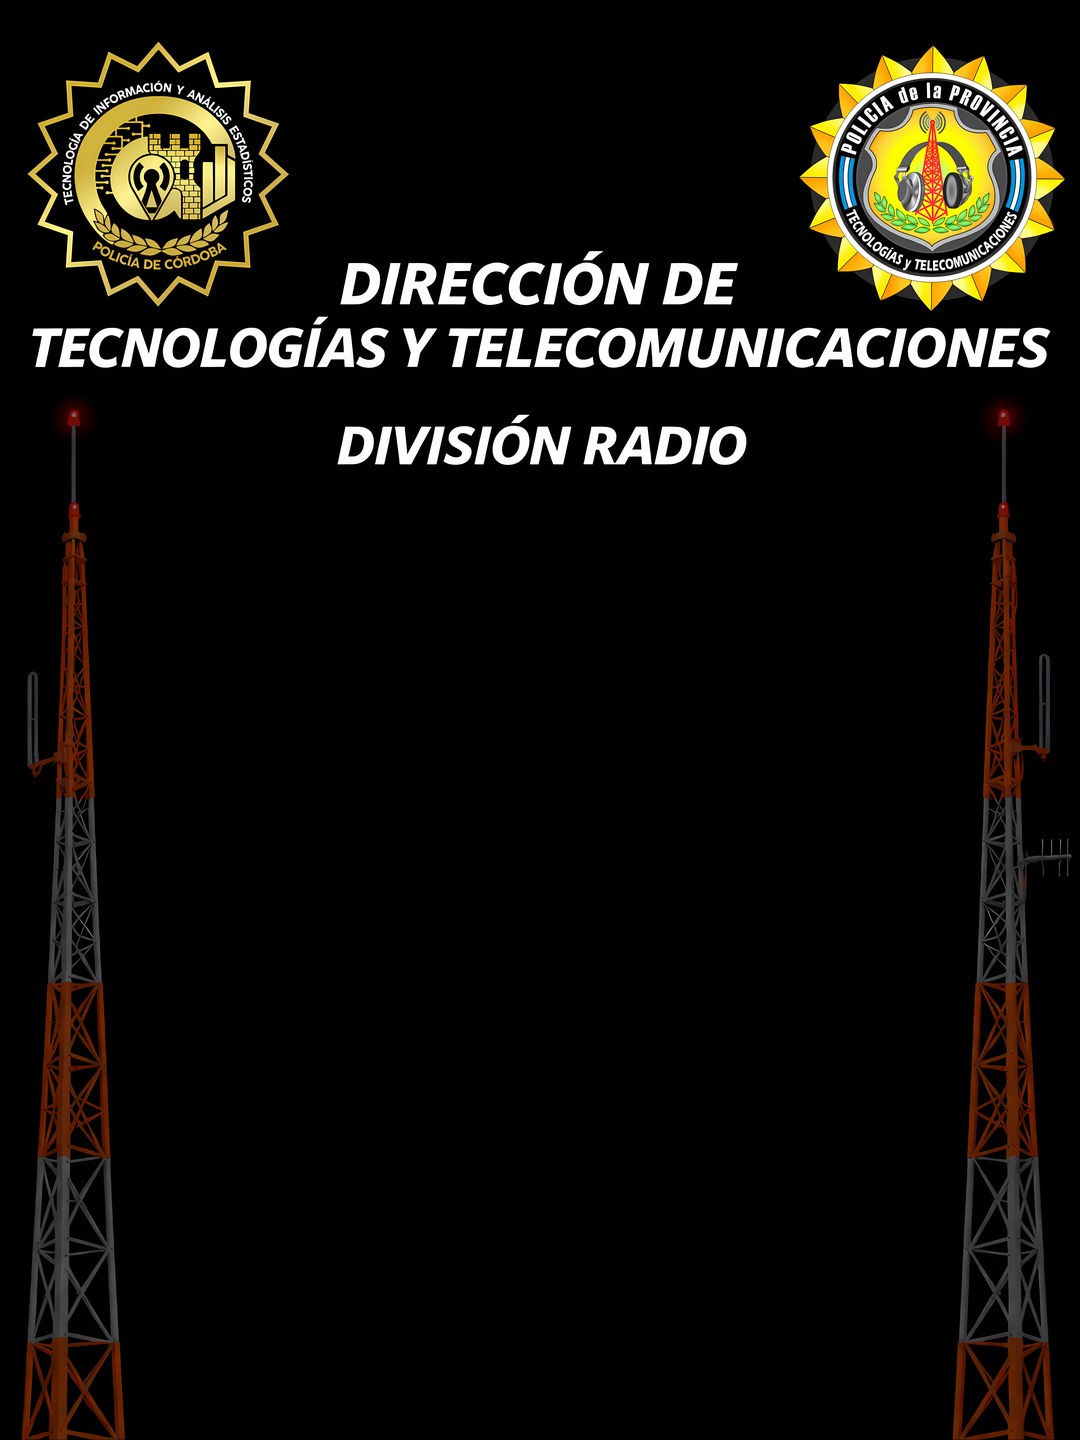 TECNOLOGÍA DE INFORMACIÓN Y ANÁLISIS ESTADÍSTICOS
POLICÍA DE CÓRDOBA
POLICIA de la PROVINCIA
TECNOLOGÍAS y TELECOMUNICACIONES
DIRECCIÓN DE
TECNOLOGÍAS Y TELECOMUNICACIONES
DIVISIÓN RADIO